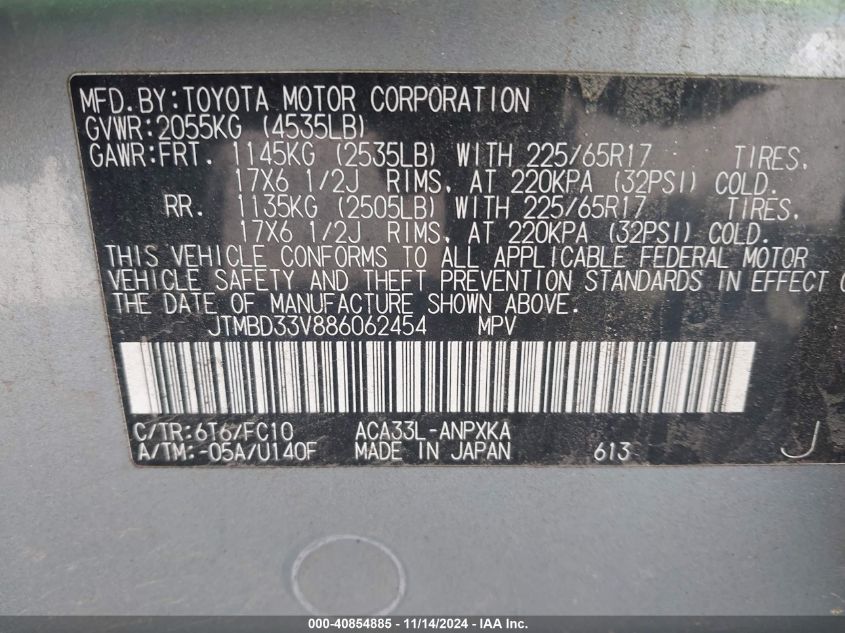 MFD.BY:TOYOTA MOTOR CORPORATION
GVWR:2055KG (4535LB)
GAWR:FRT. 1145KG (2535LB) WITH 225/65R17 TIRES,
17X6 1/2J RIMS, AT 220KPA (32PSI) COLD.
RR. 1135KG (2505LB) WITH 225/65R17 TIRES,
17X6 1/2J RIMS, AT 220KPA (32PSI) COLD.
THIS VEHICLE CONFORMS TO ALL APPLICABLE FEDERAL MOTOR
VEHICLE SAFETY AND THEFT PREVENTION STANDARDS IN EFFECT
THE DATE OF MANUFACTURE SHOWN ABOVE.
JTMBD33V886062454 MPV
C/TR:6T6/FC10 ACA33L-ANPXKA
A/TM:-05A/U140F MADE IN JAPAN 613 J
000-40854885 - 11/14/2024 - IAA Inc.